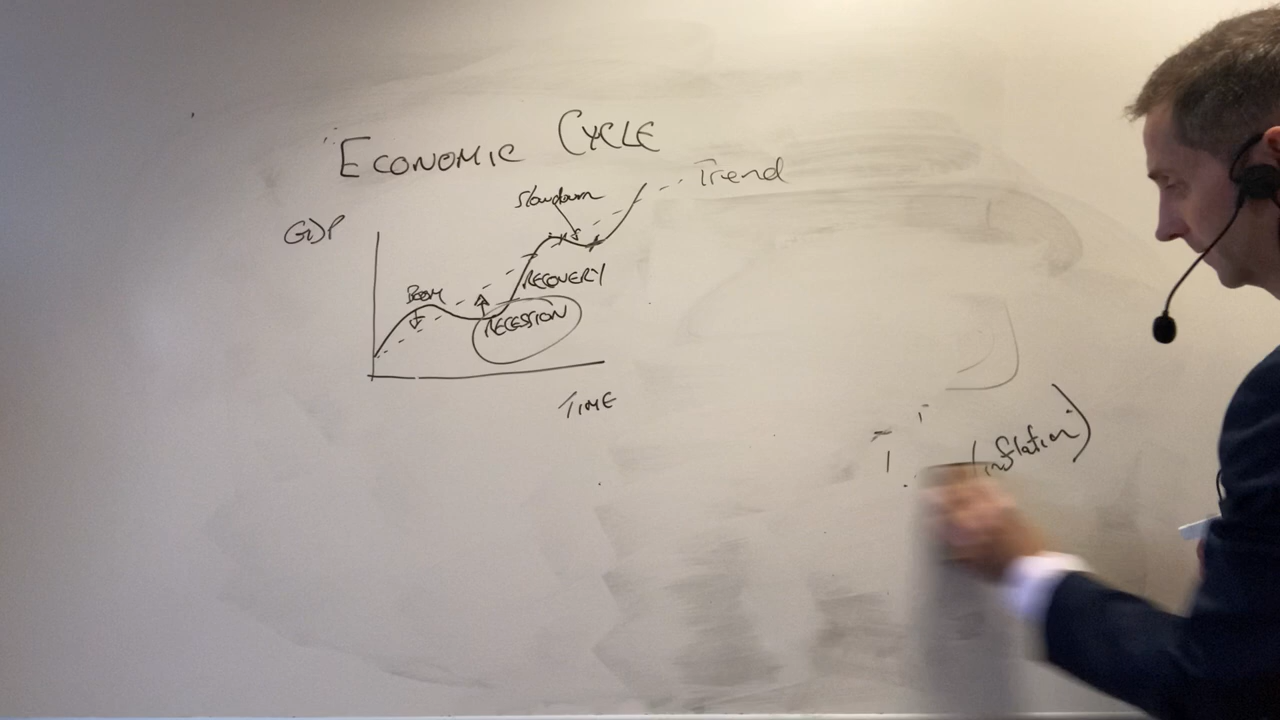 ECONOMIC CYCLE
Trend
Slowdown
GDP
RECOVERY
BOOM
RECESSION
TIME
(inflation)